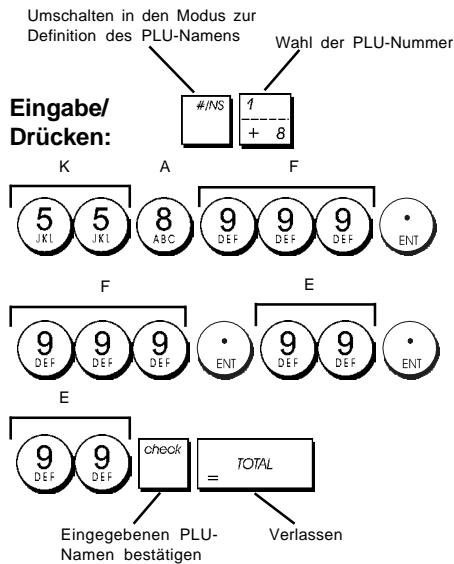 Umschalten in den Modus zur
Definition des PLU-Namens
Wahl der PLU-Nummer
Eingabe/
Drücken:
#/NS 1
+ 8
K A F
5 5 8 9 9 9 •
JKL JKL ABC DEF DEF DEF ENT
F E
9 9 9 • 9 9 •
DEF DEF DEF ENT DEF DEF ENT
E
9 9 check
DEF DEF = TOTAL
Eingegebenen PLU-
Namen bestätigen
Verlassen